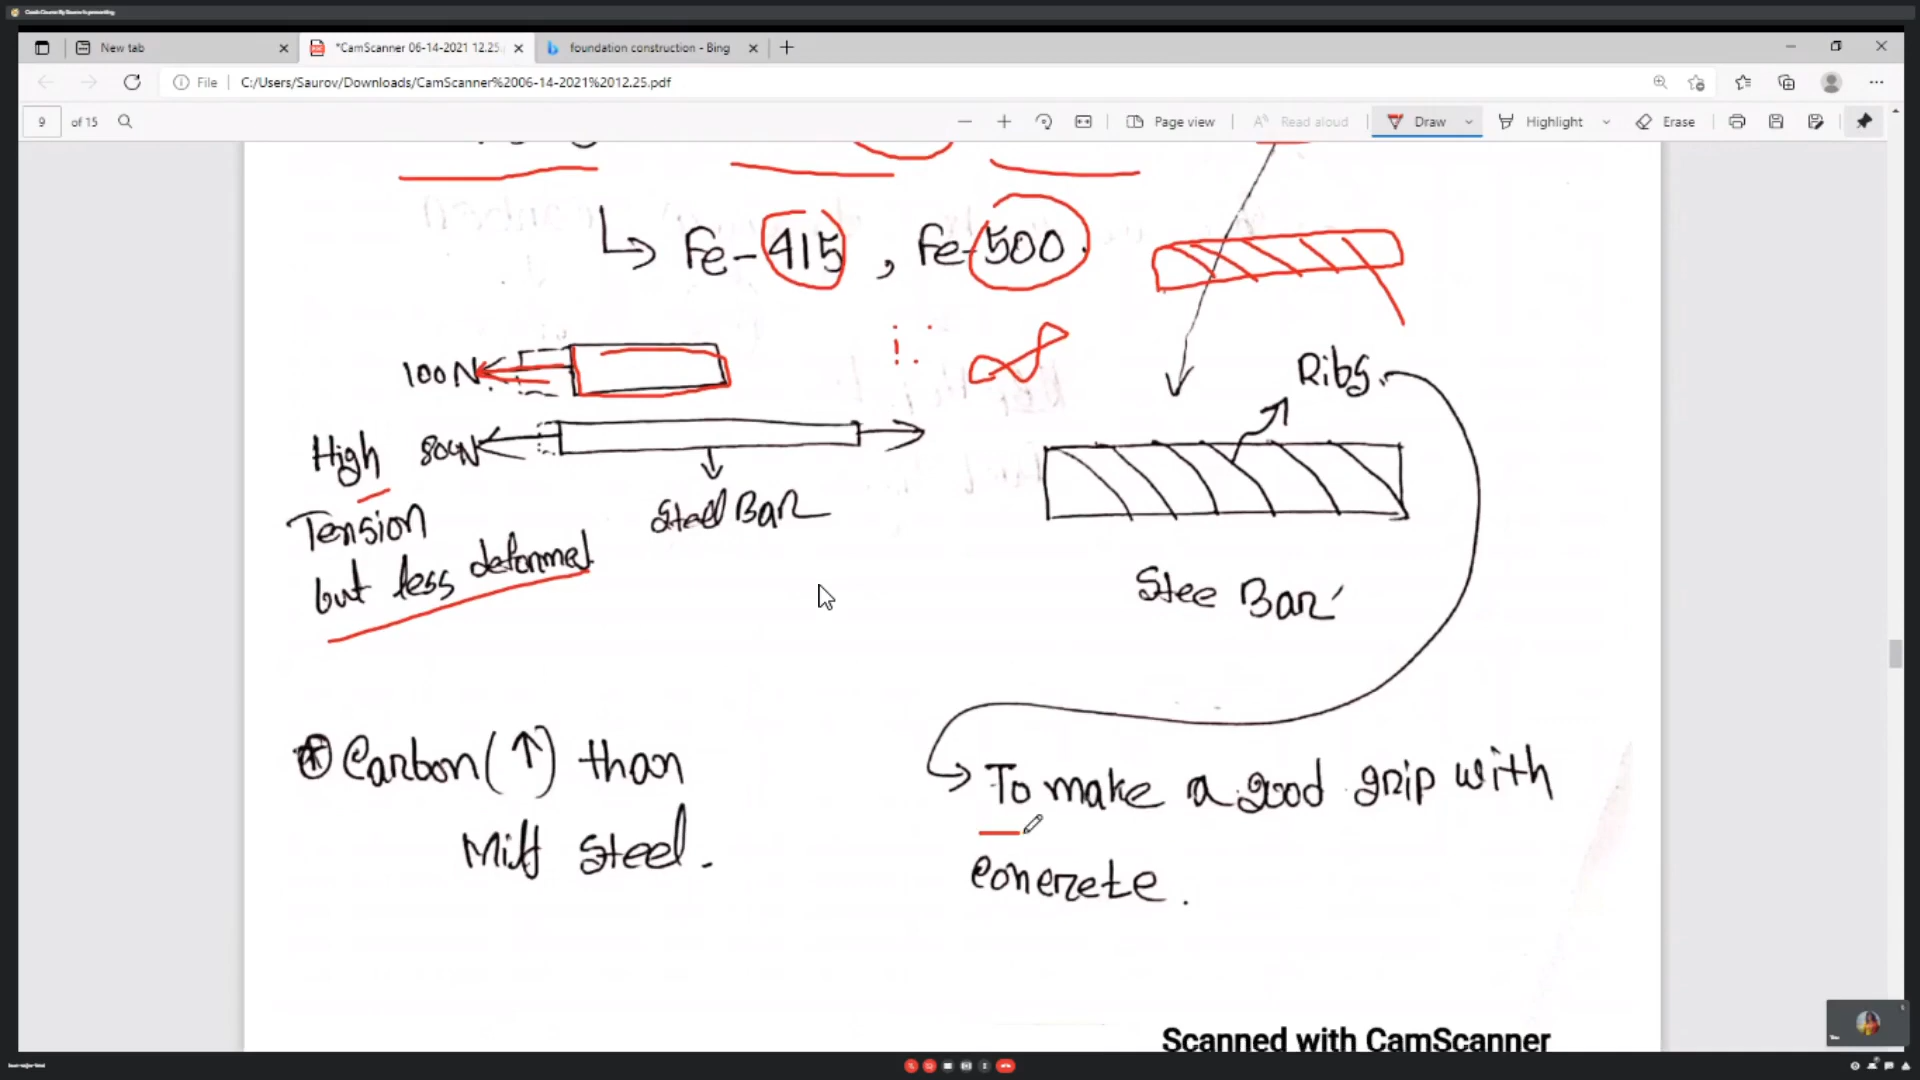 New tab
*CamScanner 06-14-2021 12.25.
foundation construction - Bing
File
C:/Users/Saurov/Downloads/CamScanner%2006-14-2021%2012.25.pdf
9 of 15
Page view
Read aloud
Draw
Highlight
Erase
Fe-415, Fe-500.
100N
Ribs
High
Tension
but less deformed
Steel Bar
Stee Bar
Carbon (↑) than
Steel.
To make a good grip with
concrete.
Scanned with CamScanner